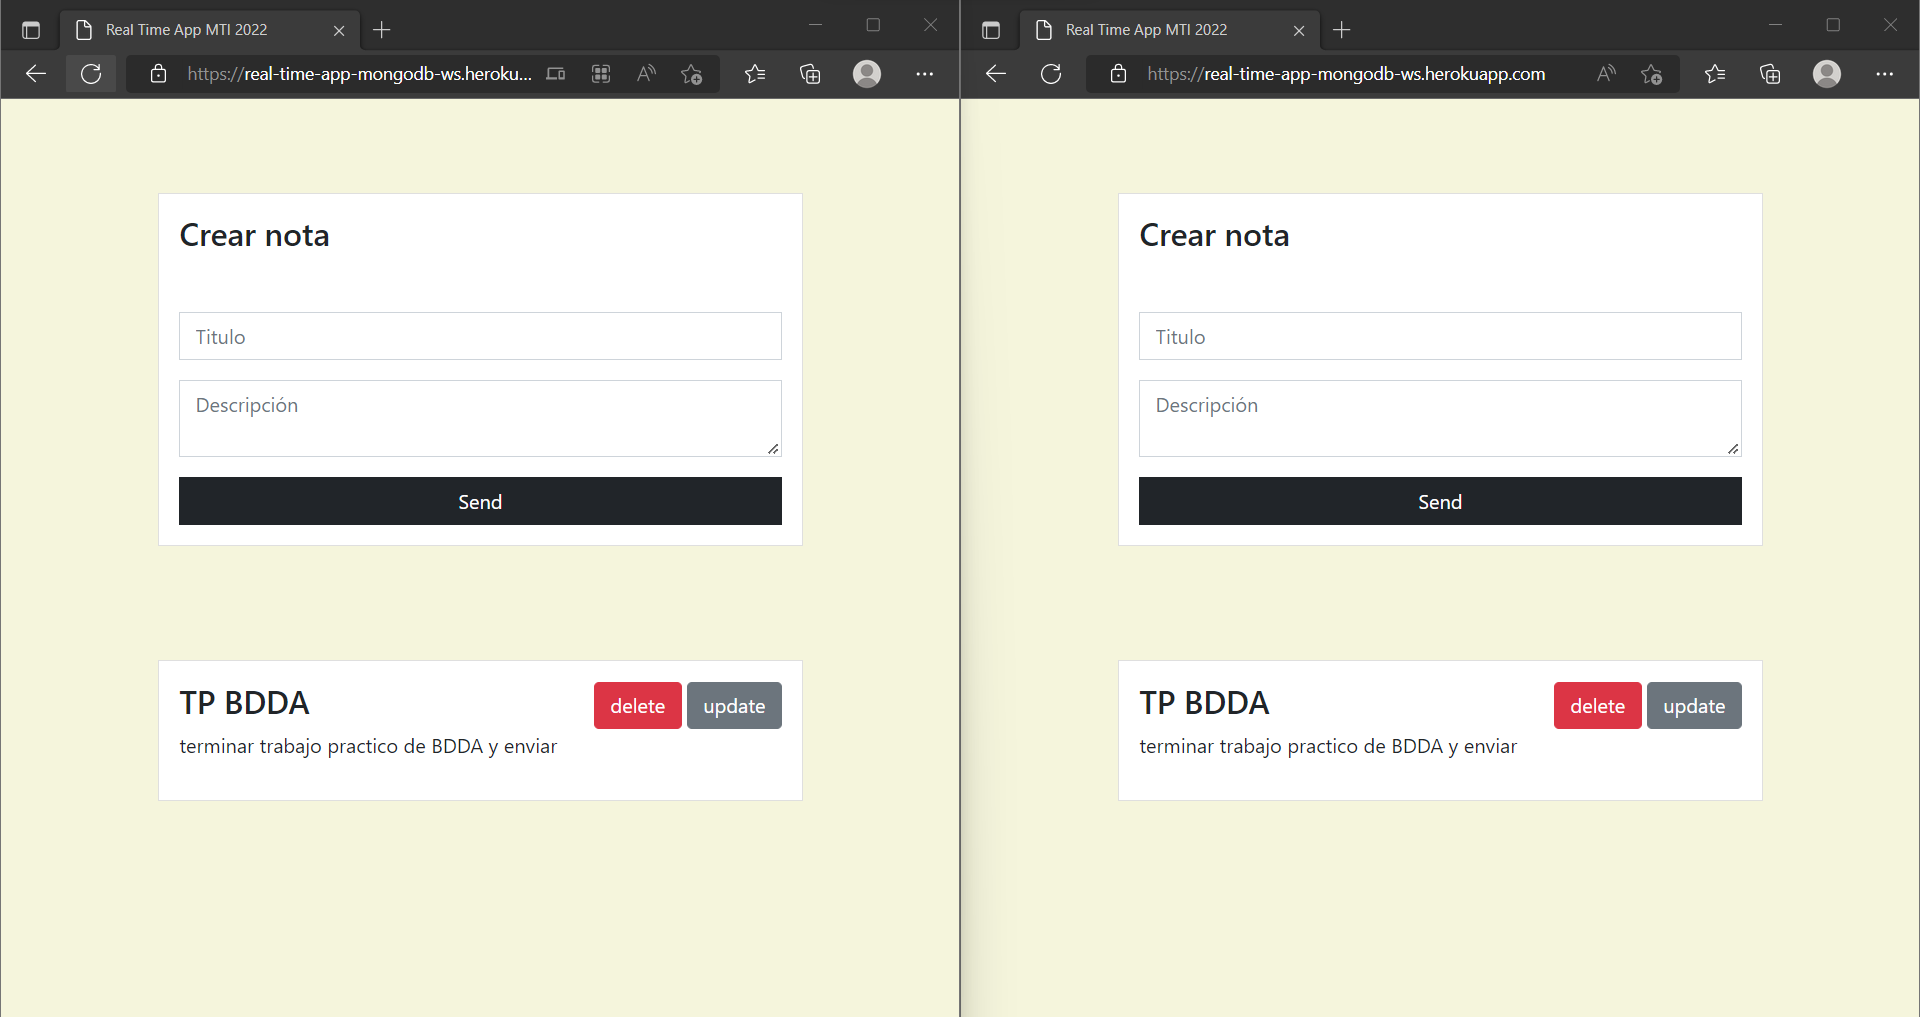 Real Time App MTI 2022
https://real-time-app-mongodb-ws.heroku...
Crear nota
Titulo
Descripción
Send
TP BDDA
delete
update
terminar trabajo practico de BDDA y enviar
Real Time App MTI 2022
https://real-time-app-mongodb-ws.herokuapp.com
Crear nota
Titulo
Descripción
Send
TP BDDA
delete
update
terminar trabajo practico de BDDA y enviar